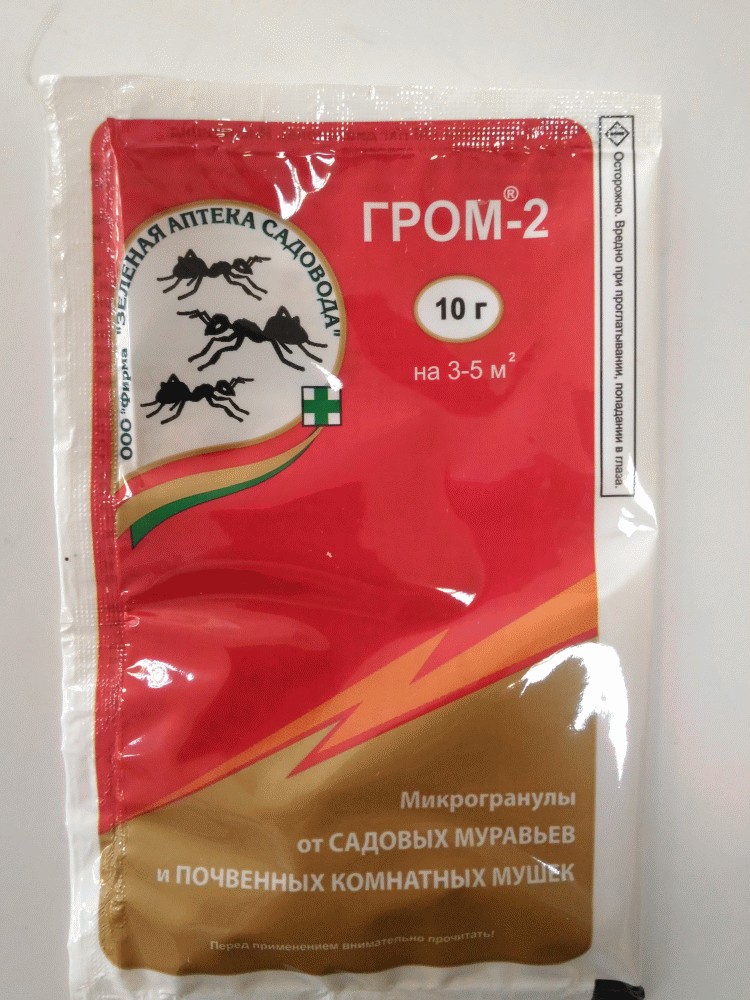 ООО "Фирма "ЗЕЛЕНАЯ АПТЕКА САДОВОДА"
ГРОМ®-2
10 г
на 3-5 м²
Осторожно. Вредно при проглатывании, попадании в глаза.
Микрогранулы
от САДОВЫХ МУРАВЬЕВ
и ПОЧВЕННЫХ КОМНАТНЫХ МУШЕК
Перед применением внимательно прочитать!